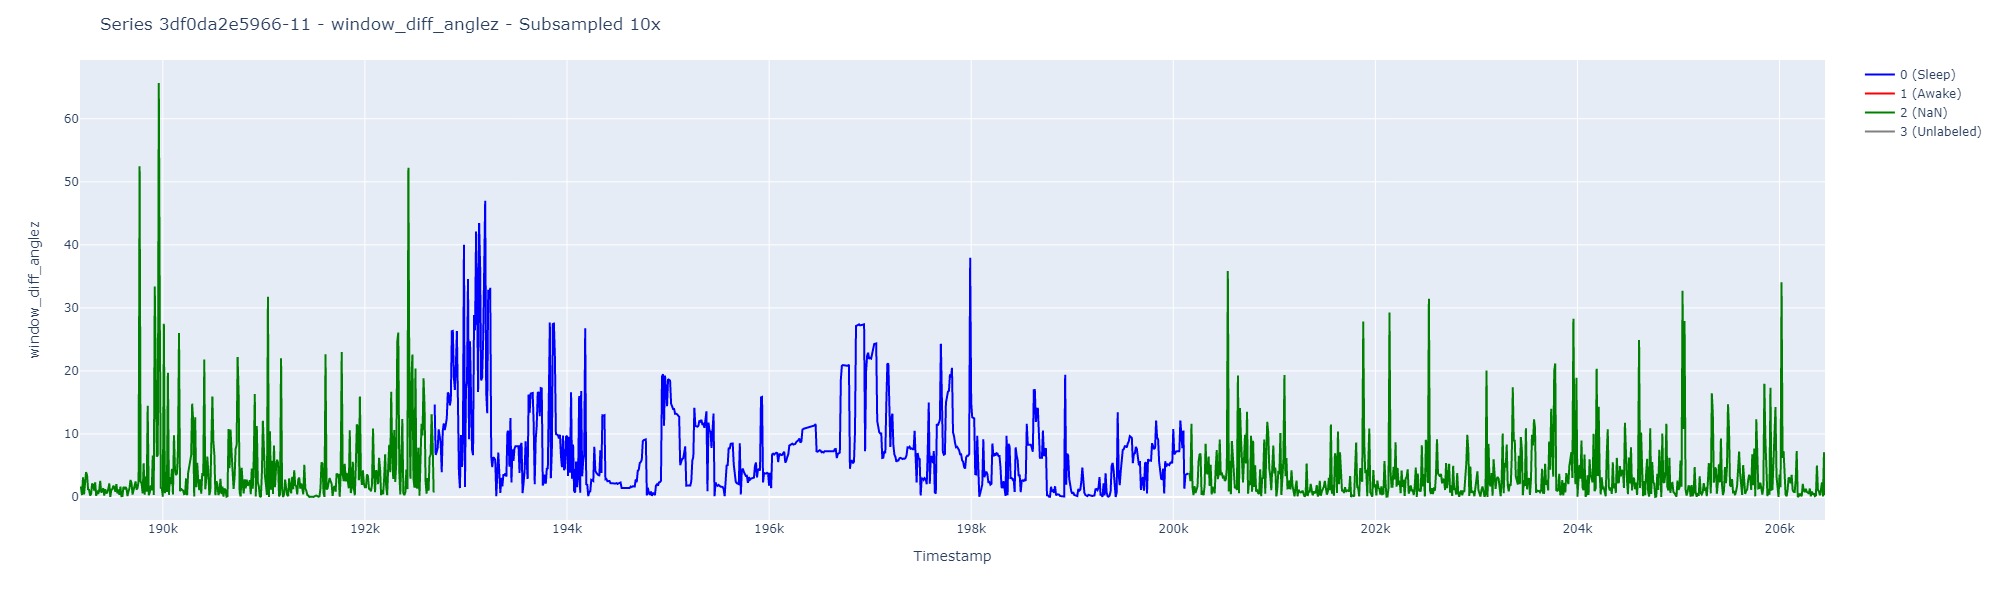 Series 3df0da2e5966-11 - window_diff_anglez - Subsampled 10x
0 (Sleep)
1 (Awake)
2 (NaN)
3 (Unlabeled)
window_diff_anglez
60
50
40
30
20
10
0
190k 192k 194k 196k 198k 200k 202k 204k 206k
Timestamp